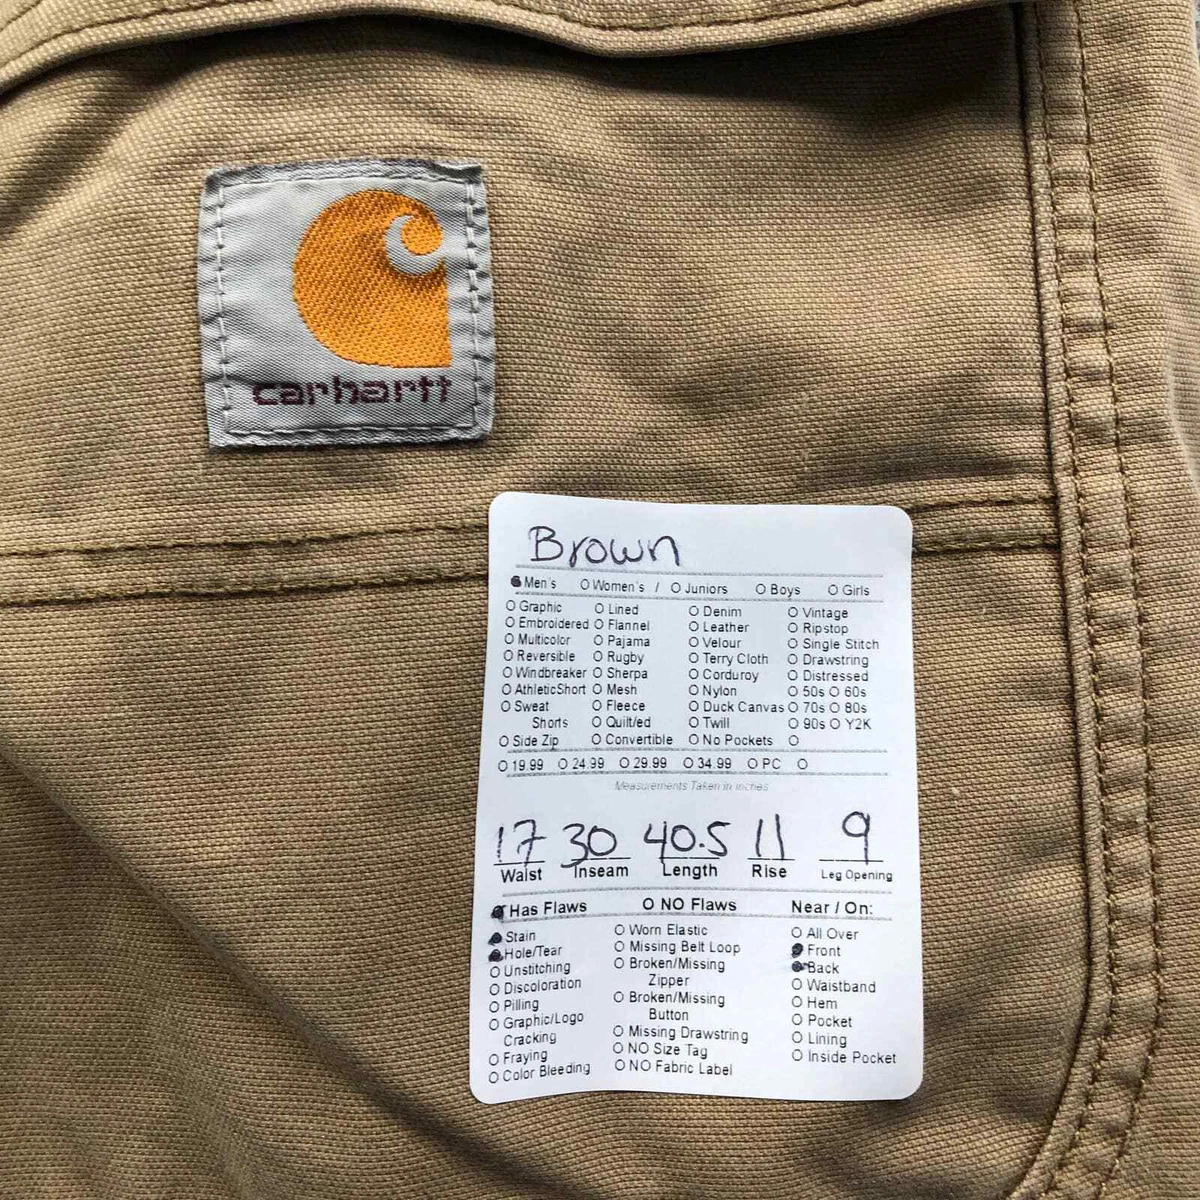 carhartt
Brown
Men's O Women's / O Juniors O Boys O Girls
O Graphic O Lined O Denim O Vintage
O Embroidered O Flannel O Leather O Ripstop
O Multicolor O Pajama O Velour O Single Stitch
O Reversible O Rugby O Terry Cloth O Drawstring
O Windbreaker O Sherpa O Corduroy O Distressed
O AthleticShort O Mesh O Nylon O 50s O 60s
O Sweat O Fleece O Duck Canvas O 70s O 80s
Shorts O Quilt/ed O Twill O 90s O Y2K
O Side Zip O Convertible O No Pockets O
O 19.99 O 24.99 O 29.99 O 34.99 O PC O
Measurements Taken in inches
17 30 40.5 11 9
Waist Inseam Length Rise Leg Opening
Has Flaws O NO Flaws Near / On:
Stain O Worn Elastic O All Over
Hole/Tear O Missing Belt Loop Front
O Unstitching O Broken/Missing Back
O Discoloration Zipper O Waistband
O Pilling O Broken/Missing O Hem
O Graphic/Logo Button O Pocket
Cracking O Missing Drawstring O Lining
O Fraying O NO Size Tag O Inside Pocket
O Color Bleeding O NO Fabric Label